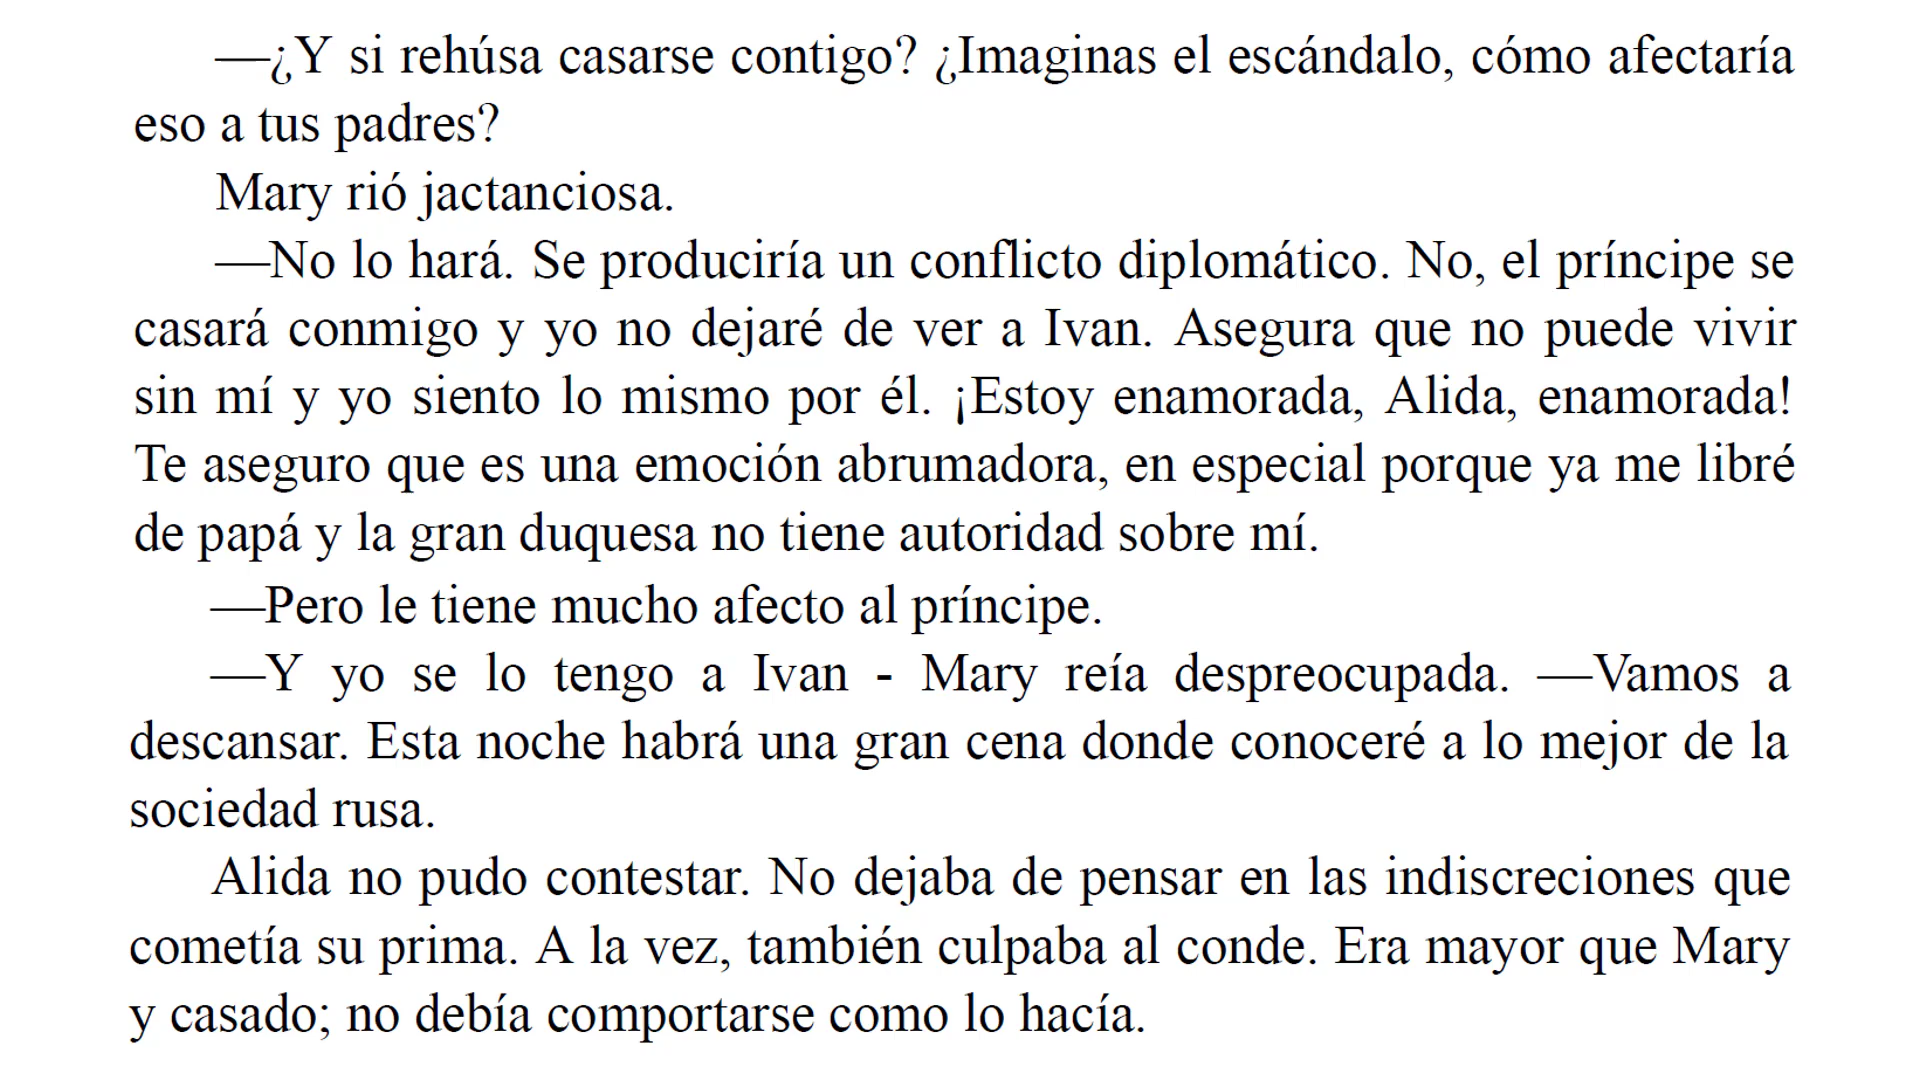 —¿Y si rehúsa casarse contigo? ¿Imaginas el escándalo, cómo afectaría
eso a tus padres?
Mary rió jactanciosa.
—No lo hará. Se produciría un conflicto diplomático. No, el príncipe se
casará conmigo y yo no dejaré de ver a Ivan. Asegura que no puede vivir
sin mí y yo siento lo mismo por él. ¡Estoy enamorada, Alida, enamorada!
Te aseguro que es una emoción abrumadora, en especial porque ya me libré
de papá y la gran duquesa no tiene autoridad sobre mí.
—Pero le tiene mucho afecto al príncipe.
—Y yo se lo tengo a Ivan - Mary reía despreocupada. —Vamos a
descansar. Esta noche habrá una gran cena donde conoceré a lo mejor de la
sociedad rusa.
Alida no pudo contestar. No dejaba de pensar en las indiscreciones que
cometía su prima. A la vez, también culpaba al conde. Era mayor que Mary
y casado; no debía comportarse como lo hacía.